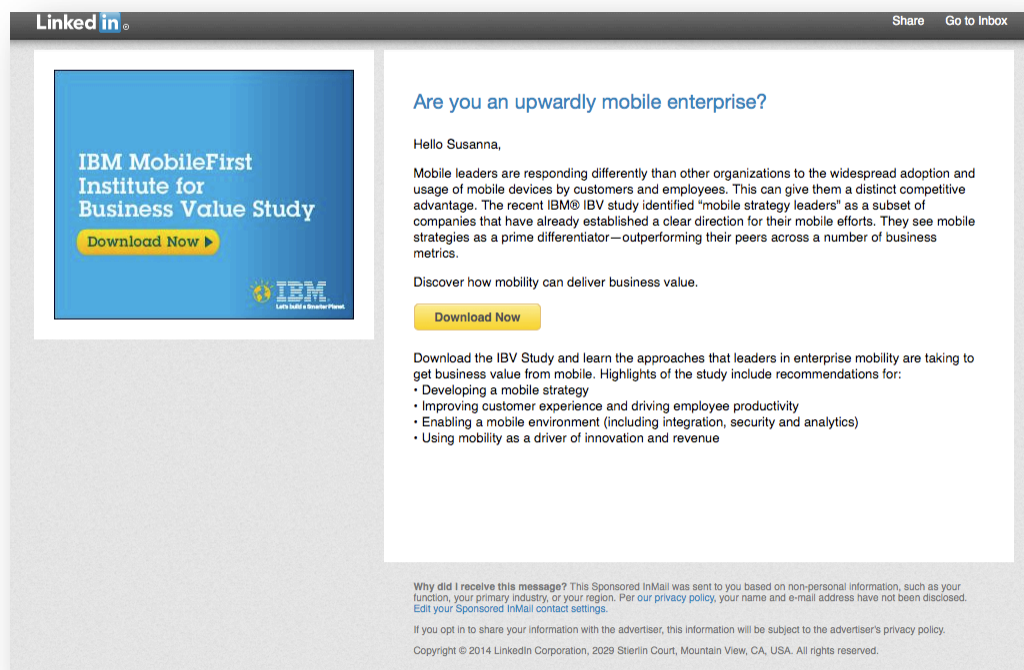 Linked in ®
Share Go to Inbox
IBM MobileFirst
Institute for
Business Value Study
Download Now
IBM
Let's build a Smarter Planet.
Are you an upwardly mobile enterprise?
Hello Susanna,
Mobile leaders are responding differently than other organizations to the widespread adoption and
usage of mobile devices by customers and employees. This can give them a distinct competitive
advantage. The recent IBM® IBV study identified “mobile strategy leaders” as a subset of
companies that have already established a clear direction for their mobile efforts. They see mobile
strategies as a prime differentiator—outperforming their peers across a number of business
metrics.
Discover how mobility can deliver business value.
Download Now
Download the IBV Study and learn the approaches that leaders in enterprise mobility are taking to
get business value from mobile. Highlights of the study include recommendations for:
• Developing a mobile strategy
• Improving customer experience and driving employee productivity
• Enabling a mobile environment (including integration, security and analytics)
• Using mobility as a driver of innovation and revenue
Why did I receive this message? This Sponsored InMail was sent to you based on non-personal information, such as your
function, your primary industry, or your region. Per our privacy policy, your name and e-mail address have not been disclosed.
Edit your Sponsored InMail contact settings.
If you opt in to share your information with the advertiser, this information will be subject to the advertiser's privacy policy.
Copyright © 2014 LinkedIn Corporation, 2029 Stierlin Court, Mountain View, CA, USA. All rights reserved.